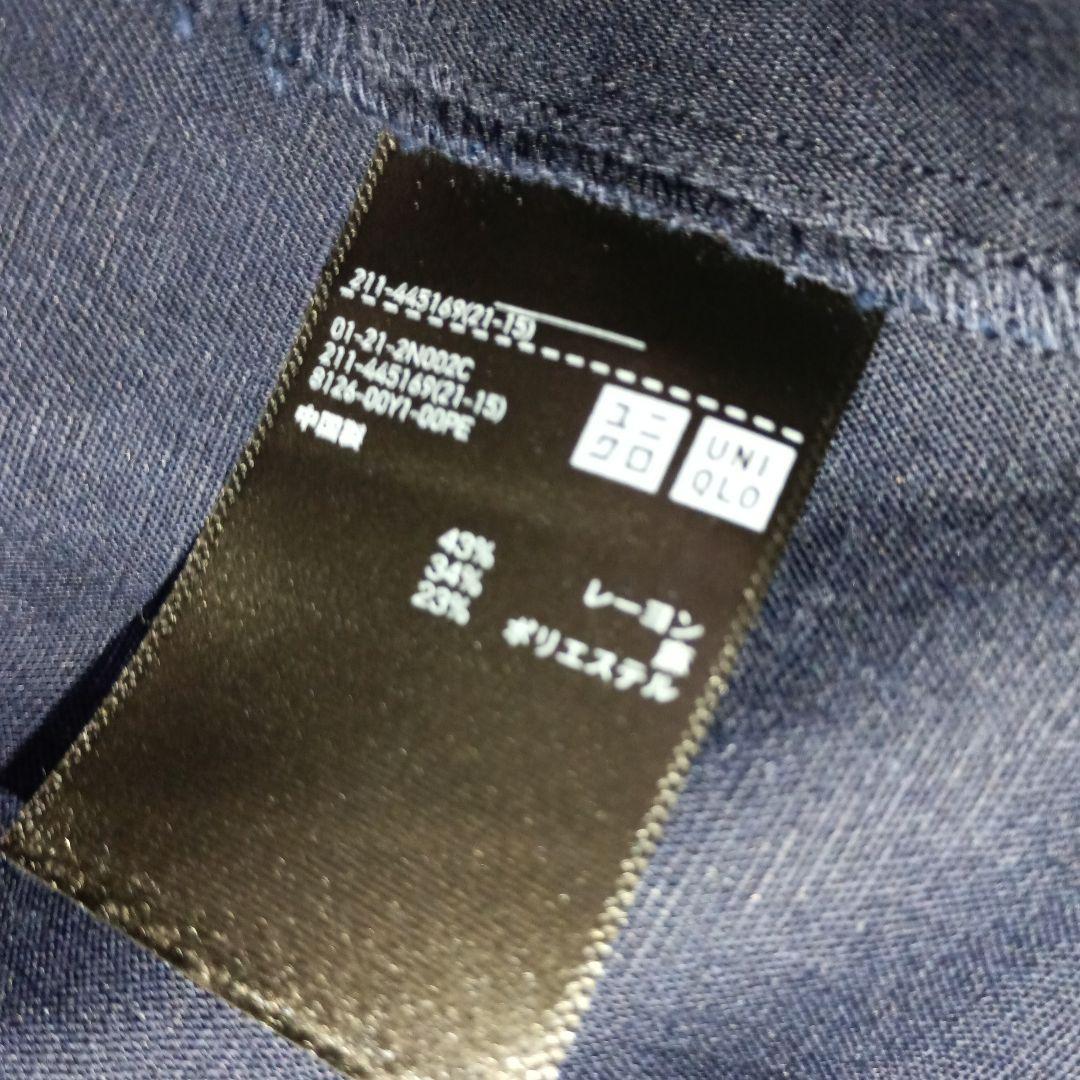 211-445169(21-15)
01-21-2N002C
211-445169(21-15)
8126-00Y1-00PE
中国製
ユニ
クロ
UNI
QLO
43% レーヨン
34%
23% ポリエステル